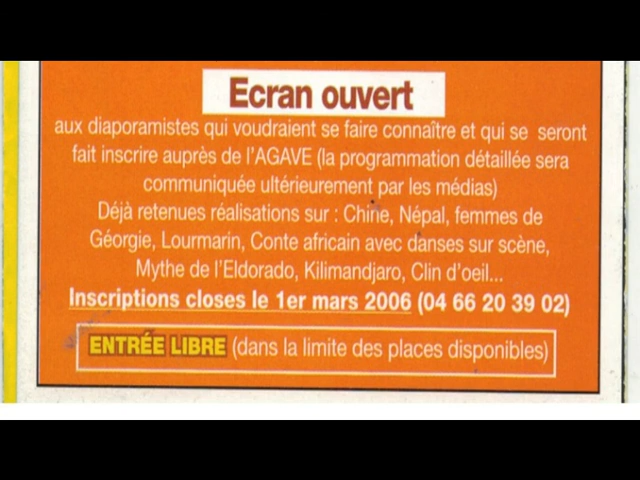 Ecran ouvert
aux diaporamistes qui voudraient se faire connaître et qui se seront
fait inscrire auprès de l'AGAVE (la programmation détaillée sera
communiquée ultérieurement par les médias)
Déjà retenues réalisations sur : Chine, Népal, femmes de
Géorgie, Lourmarin, Conte africain avec danses sur scène,
Mythe de l'Eldorado, Kilimandjaro, Clin d'oeil...
Inscriptions closes le 1er mars 2006 (04 66 20 39 02)
ENTRÉE LIBRE (dans la limite des places disponibles)